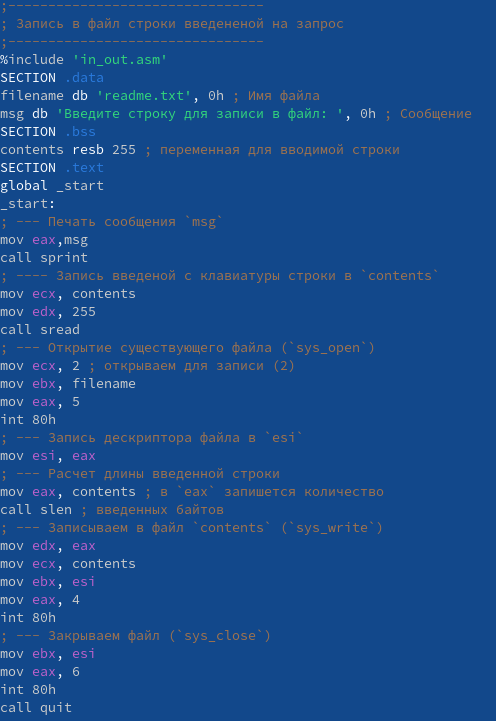 ;--------------------------------
; Запись в файл строки введененой на запрос
;--------------------------------
%include 'in_out.asm'
SECTION .data
filename db 'readme.txt', 0h ; Имя файла
msg db 'Введите строку для записи в файл: ', 0h ; Сообщение
SECTION .bss
contents resb 255 ; переменная для вводимой строки
SECTION .text
global _start
_start:
; --- Печать сообщения `msg`
mov eax,msg
call sprint
; ---- Запись введеной с клавиатуры строки в `contents`
mov ecx, contents
mov edx, 255
call sread
; --- Открытие существующего файла (`sys_open`)
mov ecx, 2 ; открываем для записи (2)
mov ebx, filename
mov eax, 5
int 80h
; --- Запись дескриптора файла в `esi`
mov esi, eax
; --- Расчет длины введенной строки
mov eax, contents ; в `eax` запишется количество
call slen ; введенных байтов
; --- Записываем в файл `contents` (`sys_write`)
mov edx, eax
mov ecx, contents
mov ebx, esi
mov eax, 4
int 80h
; --- Закрываем файл (`sys_close`)
mov ebx, esi
mov eax, 6
int 80h
call quit